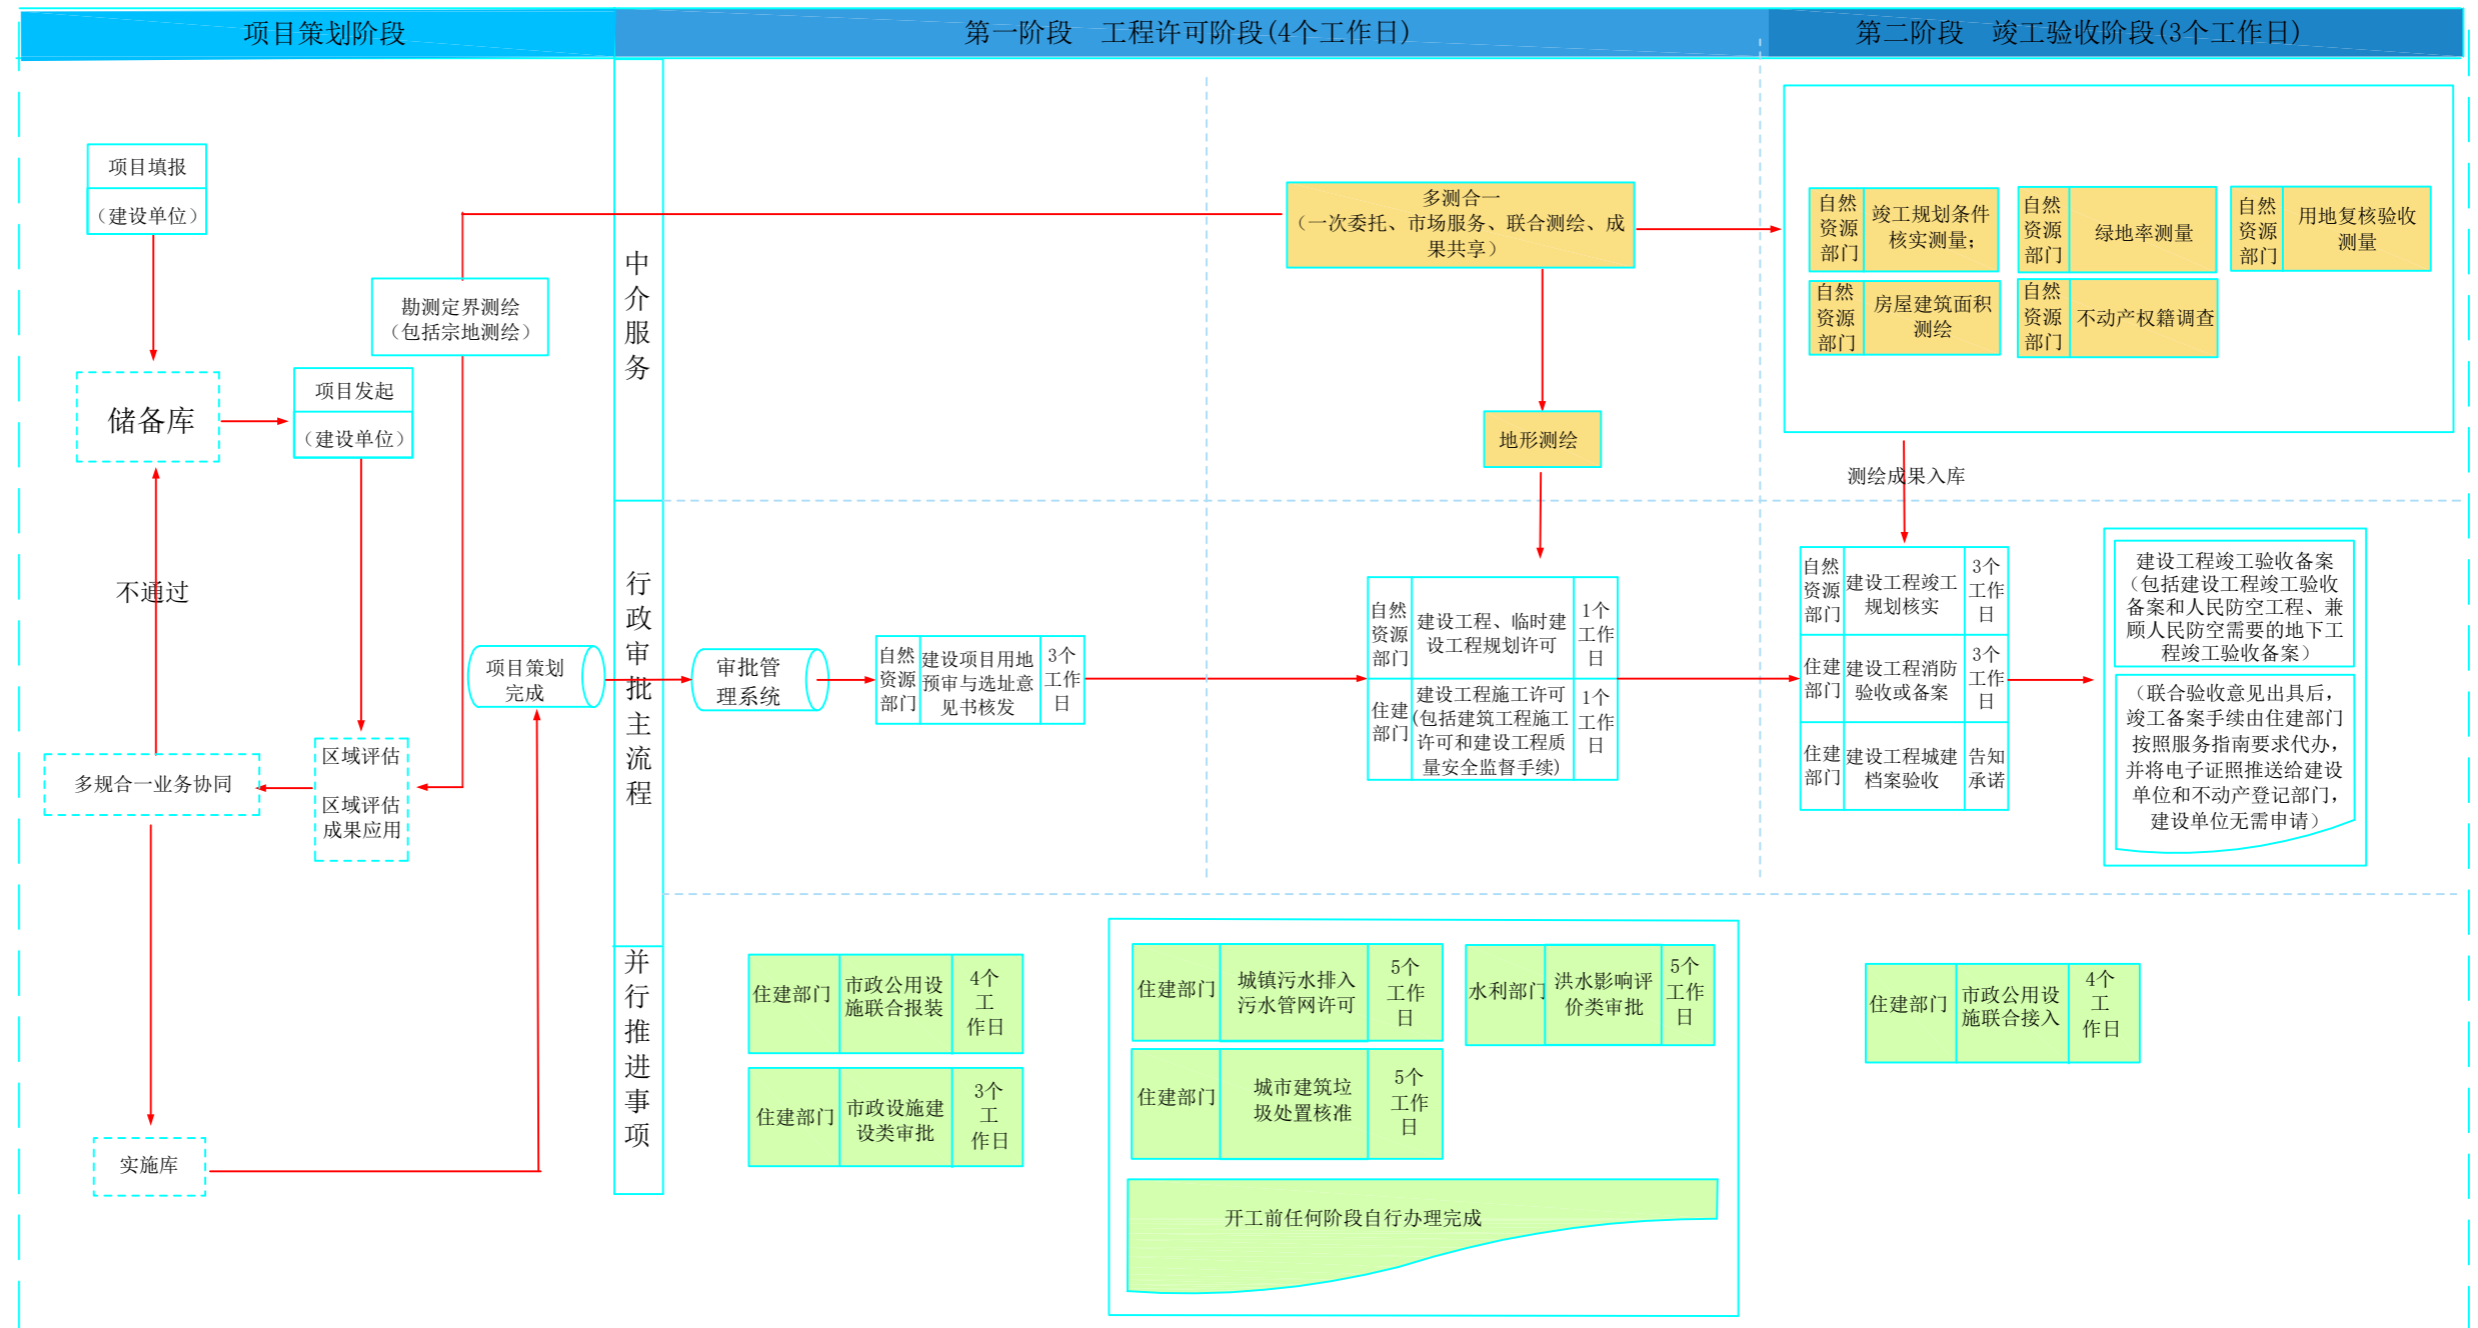 项目策划阶段
第一阶段 工程许可阶段(4个工作日)
第二阶段 竣工验收阶段(3个工作日)
项目填报
（建设单位）
储备库
项目发起
（建设单位）
勘测定界测绘
（包括宗地测绘）
不通过
区域评估
区域评估
成果应用
多规合一业务协同
实施库
项目策划
完成
中
介
服
务
多测合一
（一次委托、市场服务、联合测绘、成
果共享）
地形测绘
自然
资源
部门
竣工规划条件
核实测量;
自然
资源
部门
绿地率测量
自然
资源
部门
用地复核验收
测量
自然
资源
部门
房屋建筑面积
测绘
自然
资源
部门
不动产权籍调查
测绘成果入库
行
政
审
批
主
流
程
审批管
理系统
自然
资源
部门
建设项目用地
预审与选址意
见书核发
3个
工作
日
自然
资源
部门
建设工程、临时建
设工程规划许可
1个
工作
日
住建
部门
建设工程施工许可
(包括建筑工程施工
许可和建设工程质
量安全监督手续)
1个
工作
日
自然
资源
部门
建设工程竣工
规划核实
3个
工作
日
住建
部门
建设工程消防
验收或备案
3个
工作
日
住建
部门
建设工程城建
档案验收
告知
承诺
建设工程竣工验收备案
（包括建设工程竣工验收
备案和人民防空工程、兼
顾人民防空需要的地下工
程竣工验收备案）
（联合验收意见出具后，
竣工备案手续由住建部门
按照服务指南要求代办，
并将电子证照推送给建设
单位和不动产登记部门，
建设单位无需申请）
并
行
推
进
事
项
住建部门
市政公用设
施联合报装
4个
工
作日
住建部门
市政设施建
设类审批
3个
工
作日
住建部门
城镇污水排入
污水管网许可
5个
工作
日
水利部门
洪水影响评
价类审批
5个
工作
日
住建部门
城市建筑垃
圾处置核准
5个
工作
日
开工前任何阶段自行办理完成
住建部门
市政公用设
施联合接入
4个
工
作日